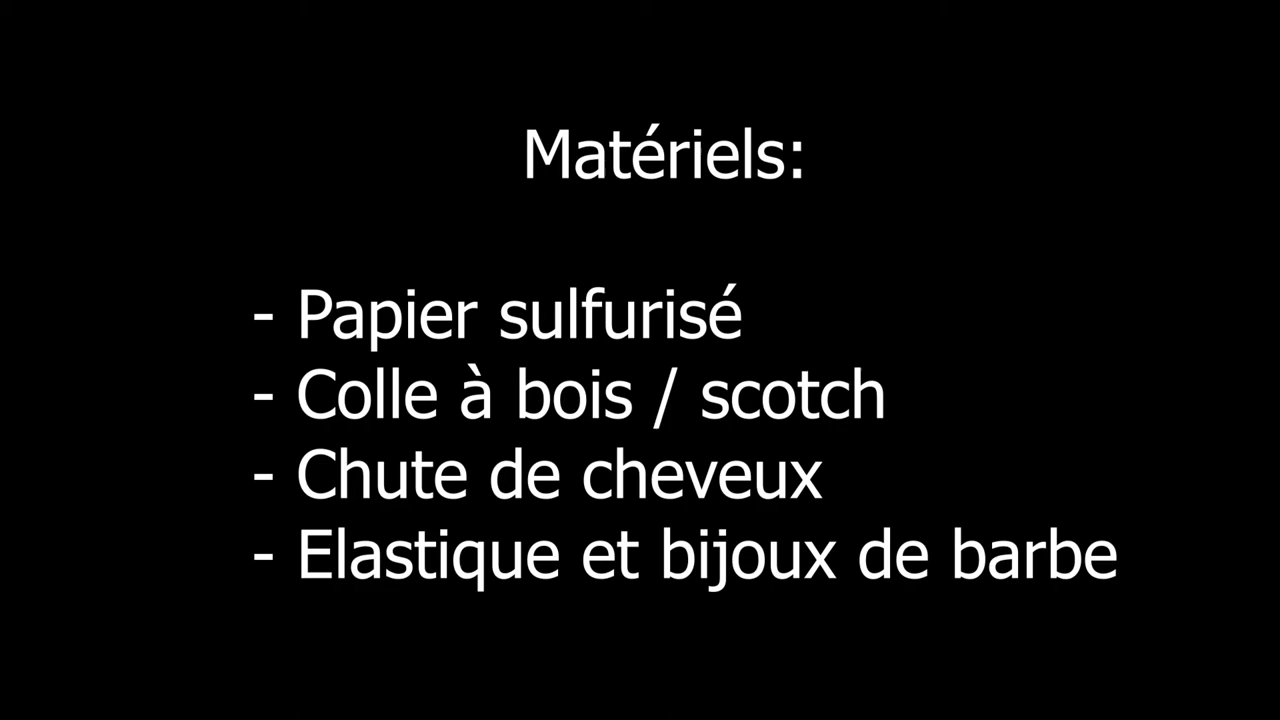 Matériels:
- Papier sulfurisé
- Colle à bois / scotch
- Chute de cheveux
- Elastique et bijoux de barbe